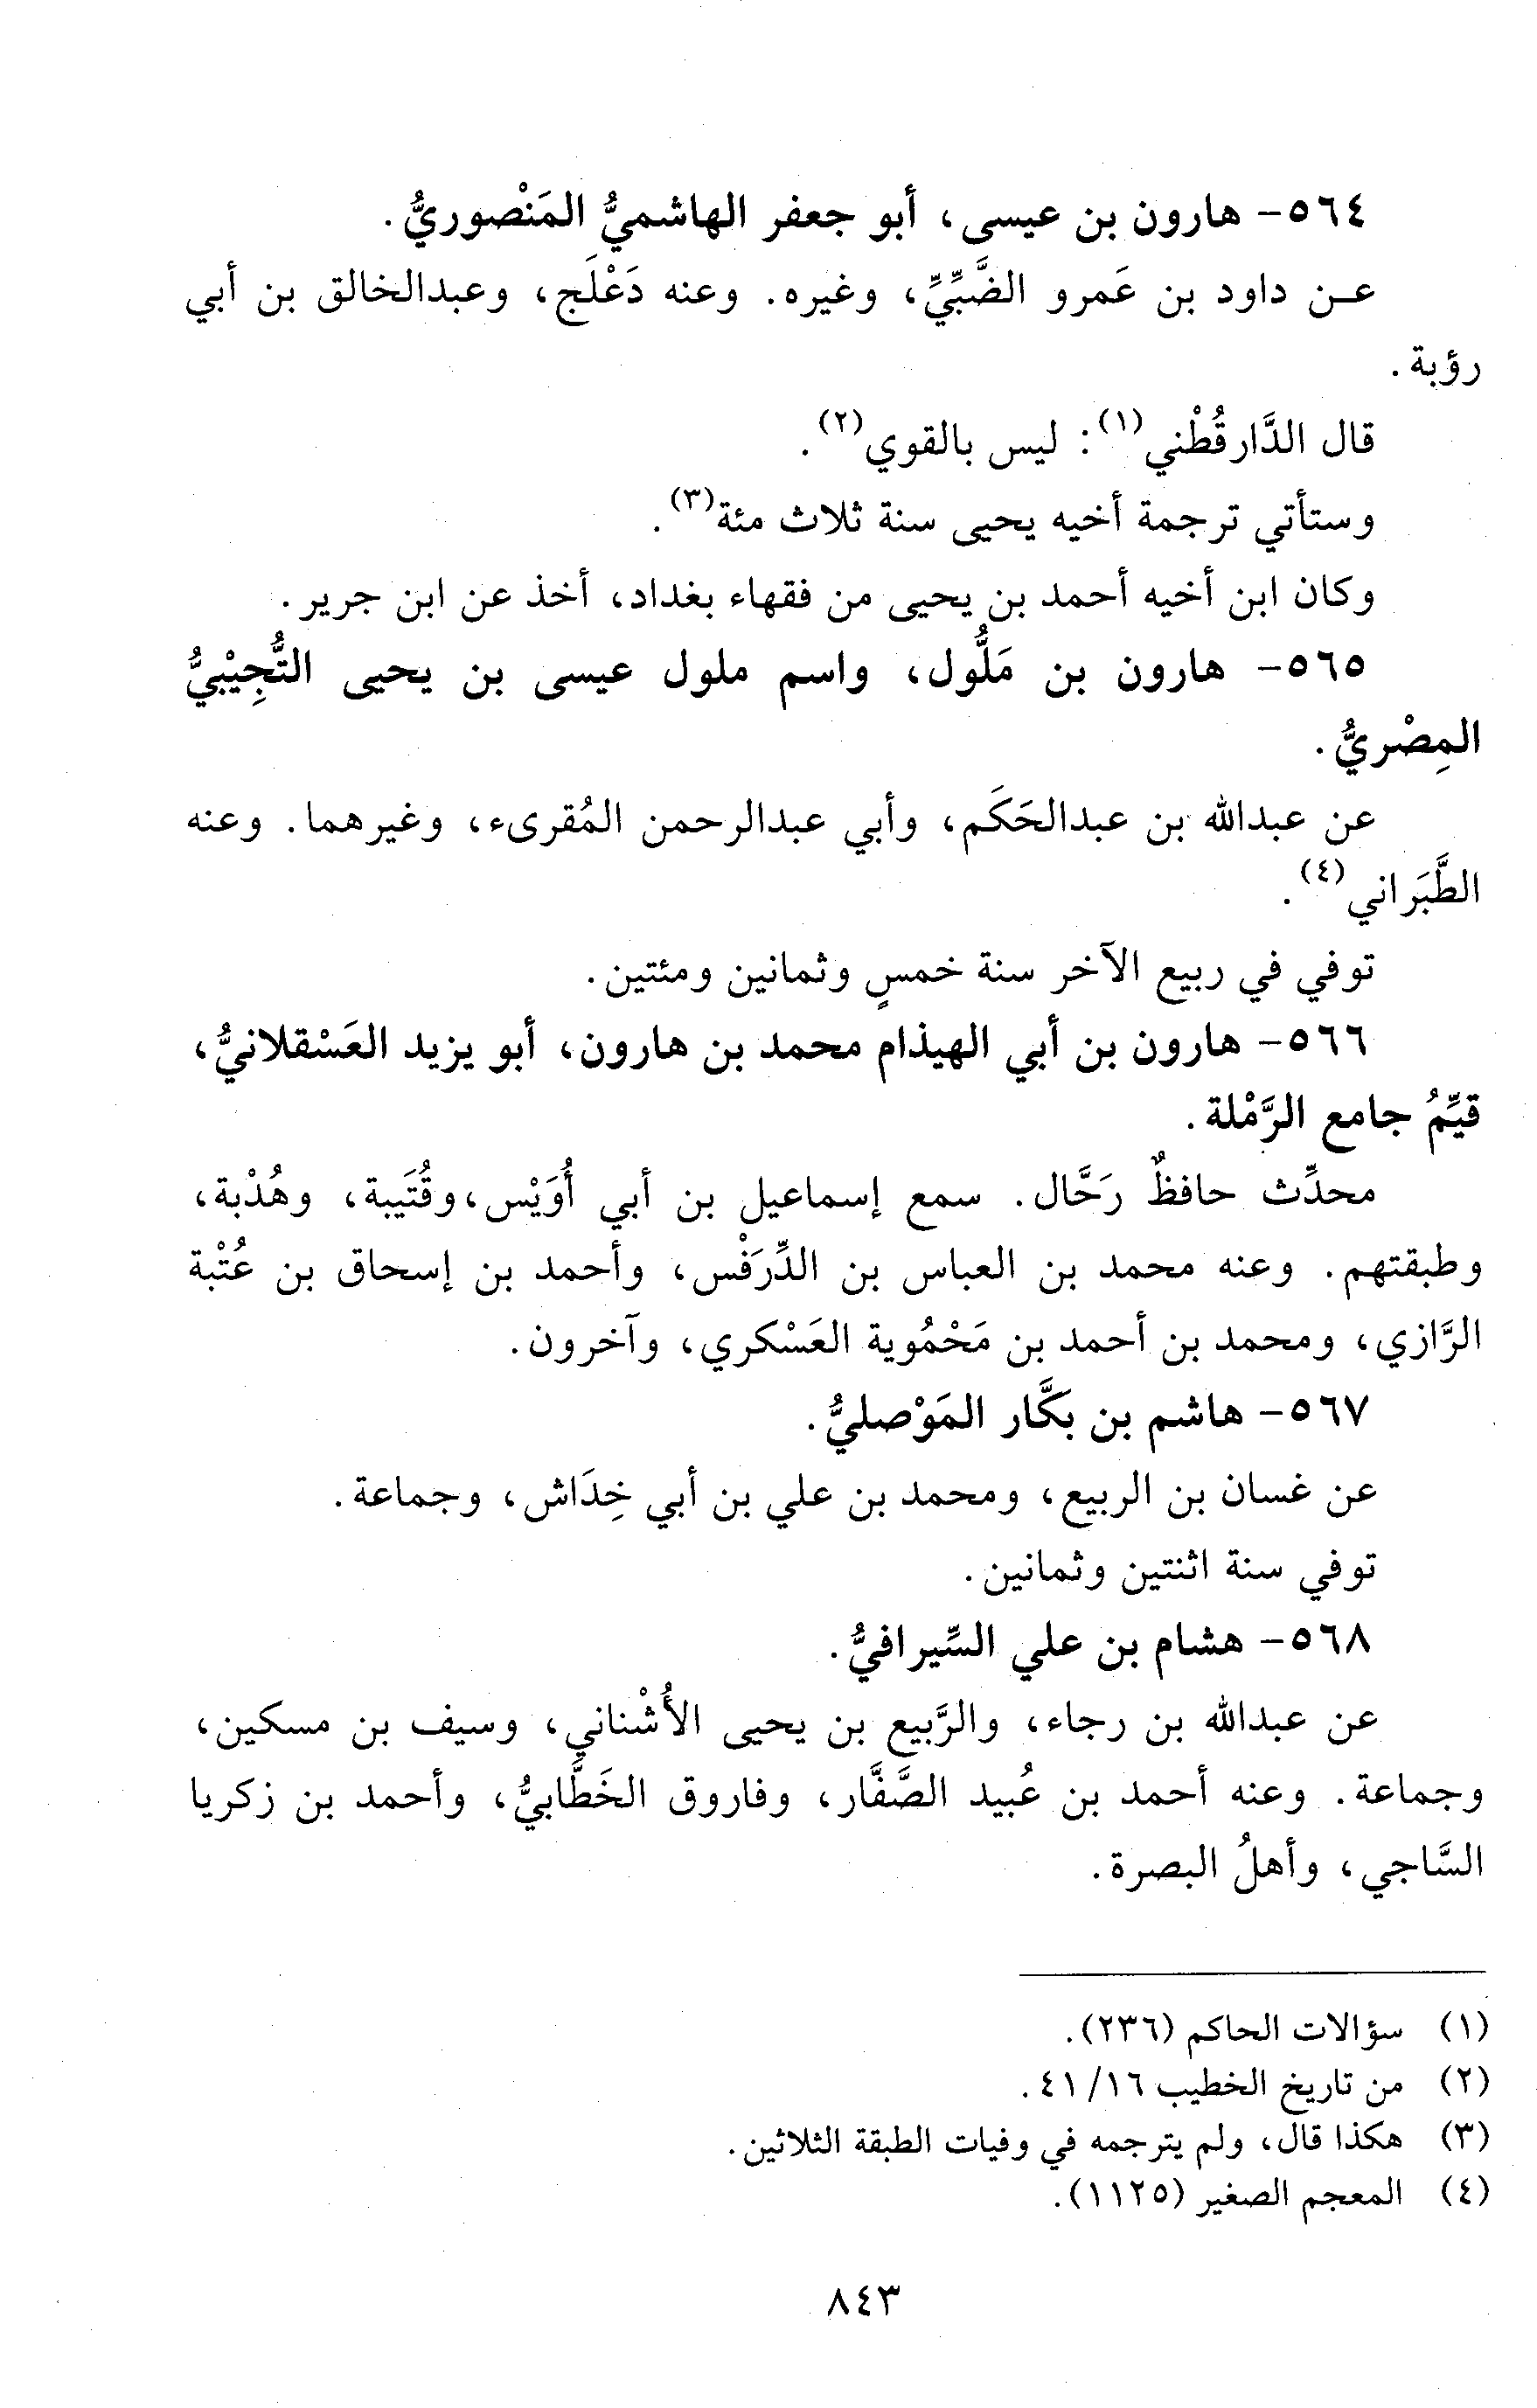 ٥٦٤- هارون بن عيسى، أبو جعفر الهاشميُّ المَنْصوريُّ.
عـن داود بن عَمرو الضَّبِّيِّ، وغيره. وعنه دَعْلَج، وعبدالخالق بن أبي
رؤبة.
قال الدَّارقُطْني(١): ليس بالقوي(٢).
وستأتي ترجمة أخيه يحيى سنة ثلاث مئة(٣).
وكان ابن أخيه أحمد بن يحيى من فقهاء بغداد، أخذ عن ابن جرير.
٥٦٥- هارون بن مَلُّول، واسم ملول عيسى بن يحيى التُّجِيْبيُّ
المِصْريُّ.
عن عبدالله بن عبدالحَكَم، وأبي عبدالرحمن المُقرىء، وغيرهما. وعنه
الطَّبَراني(٤).
توفي في ربيع الآخر سنة خمسٍ وثمانين ومئتين.
٥٦٦- هارون بن أبي الهيذام محمد بن هارون، أبو يزيد العَسْقلانيُّ،
قيِّمُ جامع الرَّمْلة.
محدِّث حافظٌ رَحَّال. سمع إسماعيل بن أبي أُوَيْس، وقُتَيبة، وهُدْبة،
وطبقتهم. وعنه محمد بن العباس بن الدِّرَفْس، وأحمد بن إسحاق بن عُتْبة
الرَّازي، ومحمد بن أحمد بن مَحْمُوية العَسْكري، وآخرون.
٥٦٧- هاشم بن بكَّار المَوْصليُّ.
عن غسان بن الربيع، ومحمد بن علي بن أبي خِدَاش، وجماعة.
توفي سنة اثنتين وثمانين.
٥٦٨- هشام بن علي السِّيرافيُّ.
عن عبدالله بن رجاء، والرَّبيع بن يحيى الأُشْناني، وسيف بن مسكين،
وجماعة. وعنه أحمد بن عُبيد الصَّفَّار، وفاروق الخَطَّابيُّ، وأحمد بن زكريا
السَّاجي، وأهلُ البصرة.
(١) سؤالات الحاكم (٢٣٦).
(٢) من تاريخ الخطيب ١٦/ ٤١.
(٣) هكذا قال، ولم يترجمه في وفيات الطبقة الثلاثين.
(٤) المعجم الصغير (١١٢٥).
٨٤٣